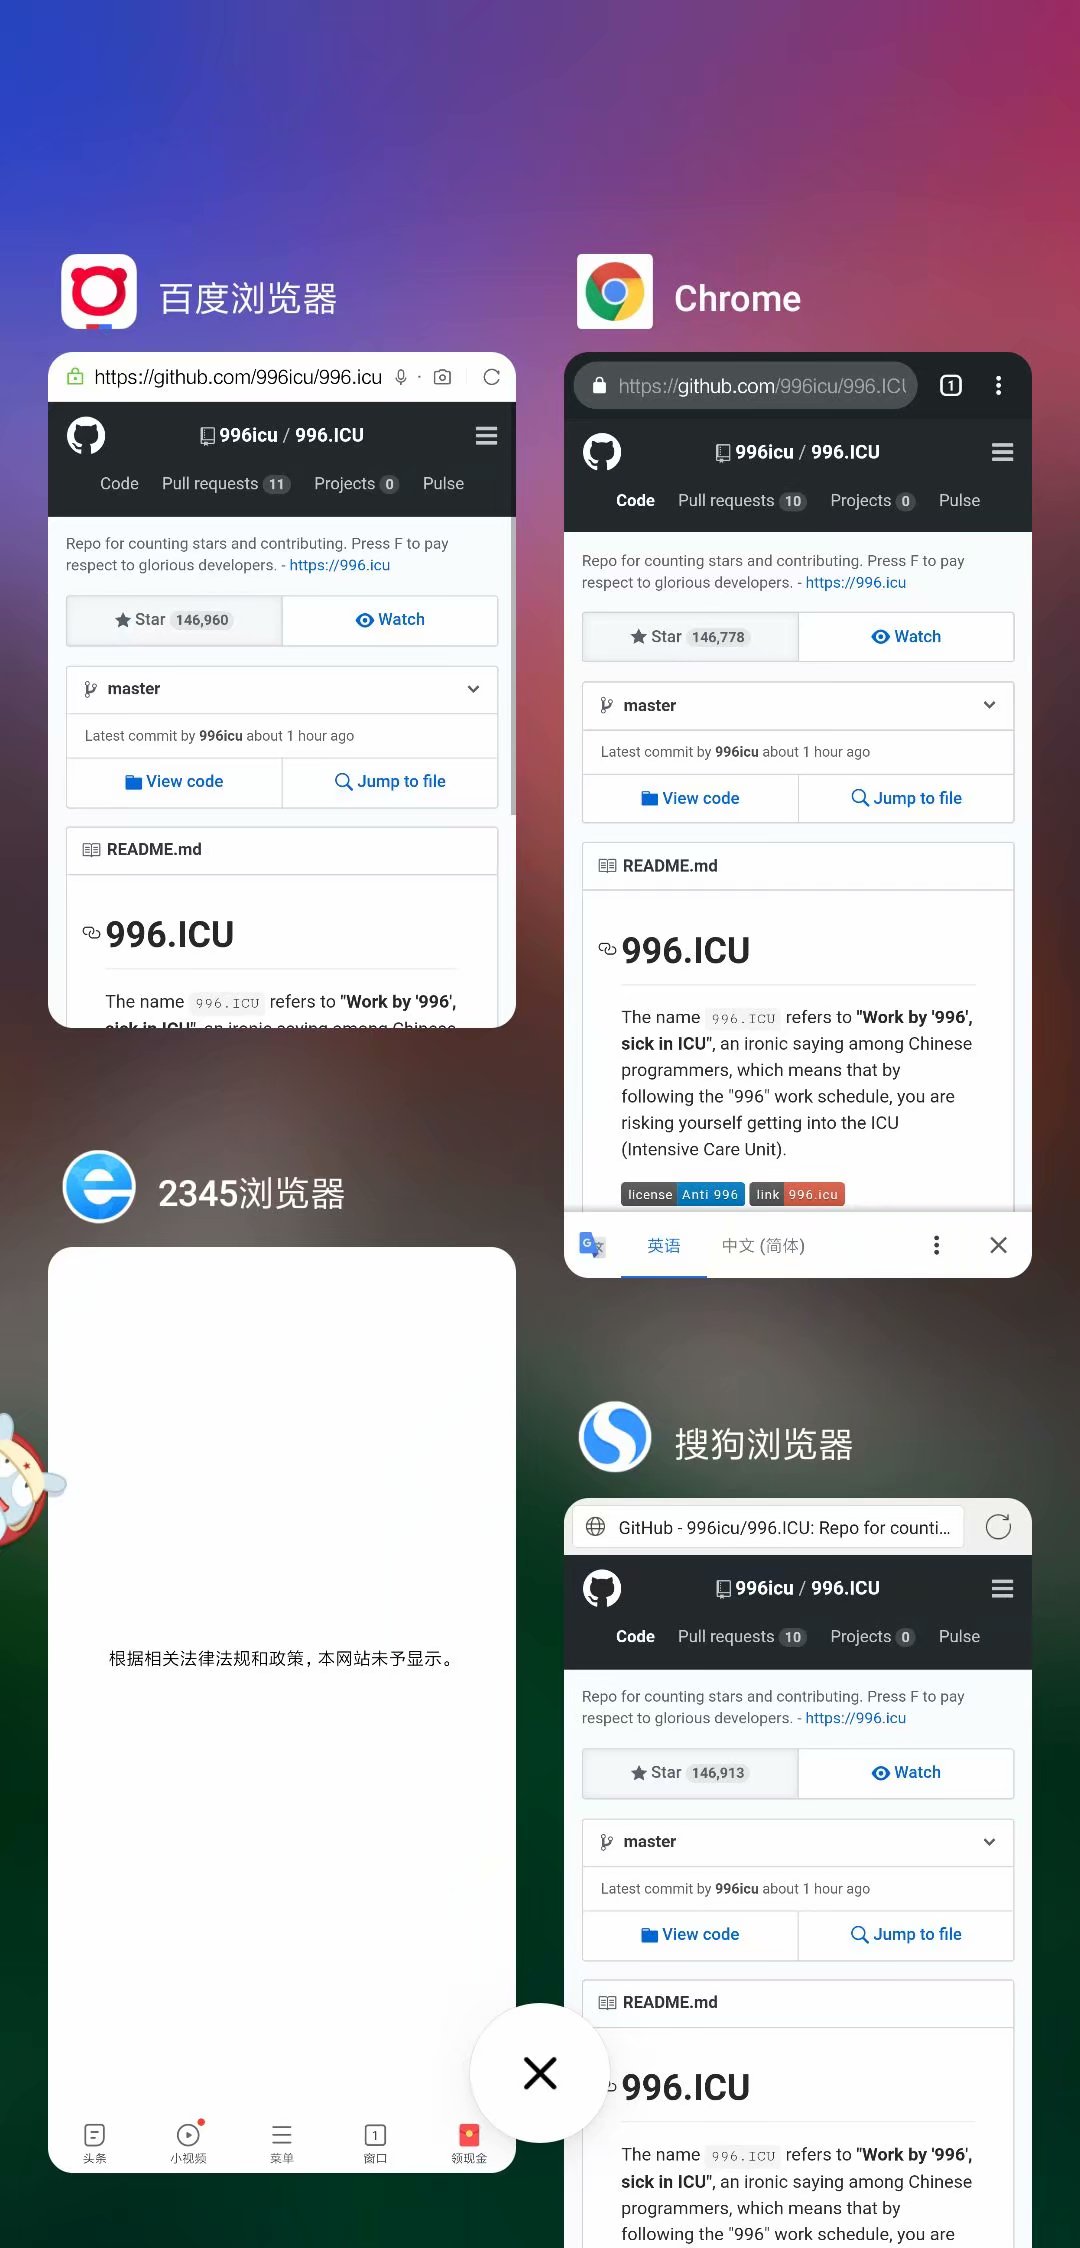 百度浏览器
https://github.com/996icu/996.icu
996icu / 996.ICU
Code Pull requests 11 Projects 0 Pulse
Repo for counting stars and contributing. Press F to pay
respect to glorious developers. - https://996.icu
Star 146,960 Watch
master
Latest commit by 996icu about 1 hour ago
View code Jump to file
README.md
996.ICU
The name 996.ICU refers to "Work by '996',
sick in ICU", an ironic saying among Chinese
Chrome
https://github.com/996icu/996.ICU
1
996icu / 996.ICU
Code Pull requests 10 Projects 0 Pulse
Repo for counting stars and contributing. Press F to pay
respect to glorious developers. - https://996.icu
Star 146,778 Watch
master
Latest commit by 996icu about 1 hour ago
View code Jump to file
README.md
996.ICU
The name 996.ICU refers to "Work by '996',
sick in ICU", an ironic saying among Chinese
programmers, which means that by
following the "996" work schedule, you are
risking yourself getting into the ICU
(Intensive Care Unit).
license Anti 996 link 996.icu
英语 中文 (简体)
2345浏览器
根据相关法律法规和政策，本网站未予显示。
头条 小视频 菜单 1 窗口 领现金
搜狗浏览器
GitHub - 996icu/996.ICU: Repo for counti...
996icu / 996.ICU
Code Pull requests 10 Projects 0 Pulse
Repo for counting stars and contributing. Press F to pay
respect to glorious developers. - https://996.icu
Star 146,913 Watch
master
Latest commit by 996icu about 1 hour ago
View code Jump to file
README.md
996.ICU
The name 996.ICU refers to "Work by '996',
sick in ICU", an ironic saying among Chinese
programmers, which means that by
following the "996" work schedule, you are